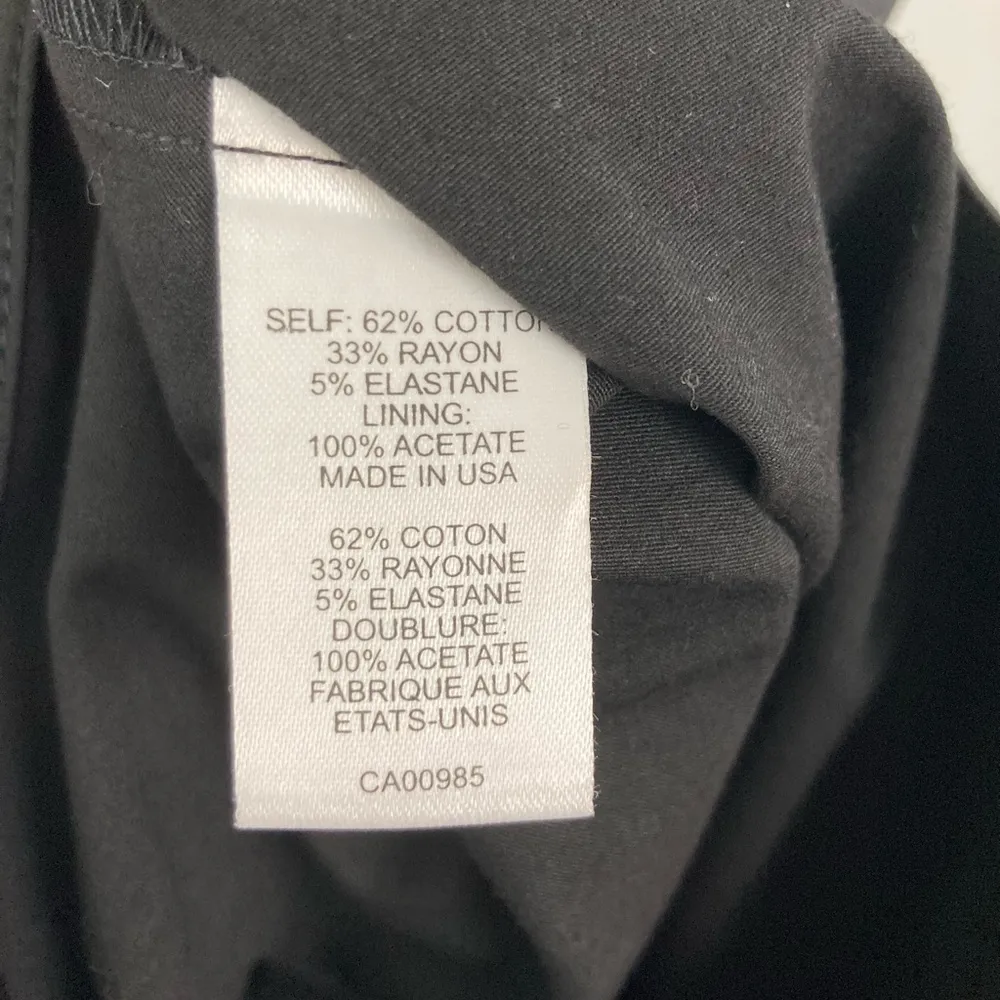 SELF: 62% COTTON
33% RAYON
5% ELASTANE
LINING:
100% ACETATE
MADE IN USA
62% COTON
33% RAYONNE
5% ELASTANE
DOUBLURE:
100% ACETATE
FABRIQUE AUX
ETATS-UNIS
CA00985